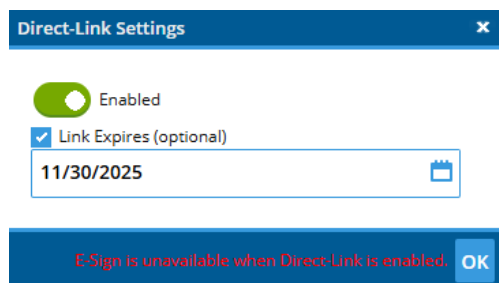 Direct-Link Settings
Enabled
Link Expires (optional)
11/30/2025
E-Sign is unavailable when Direct-Link is enabled. OK